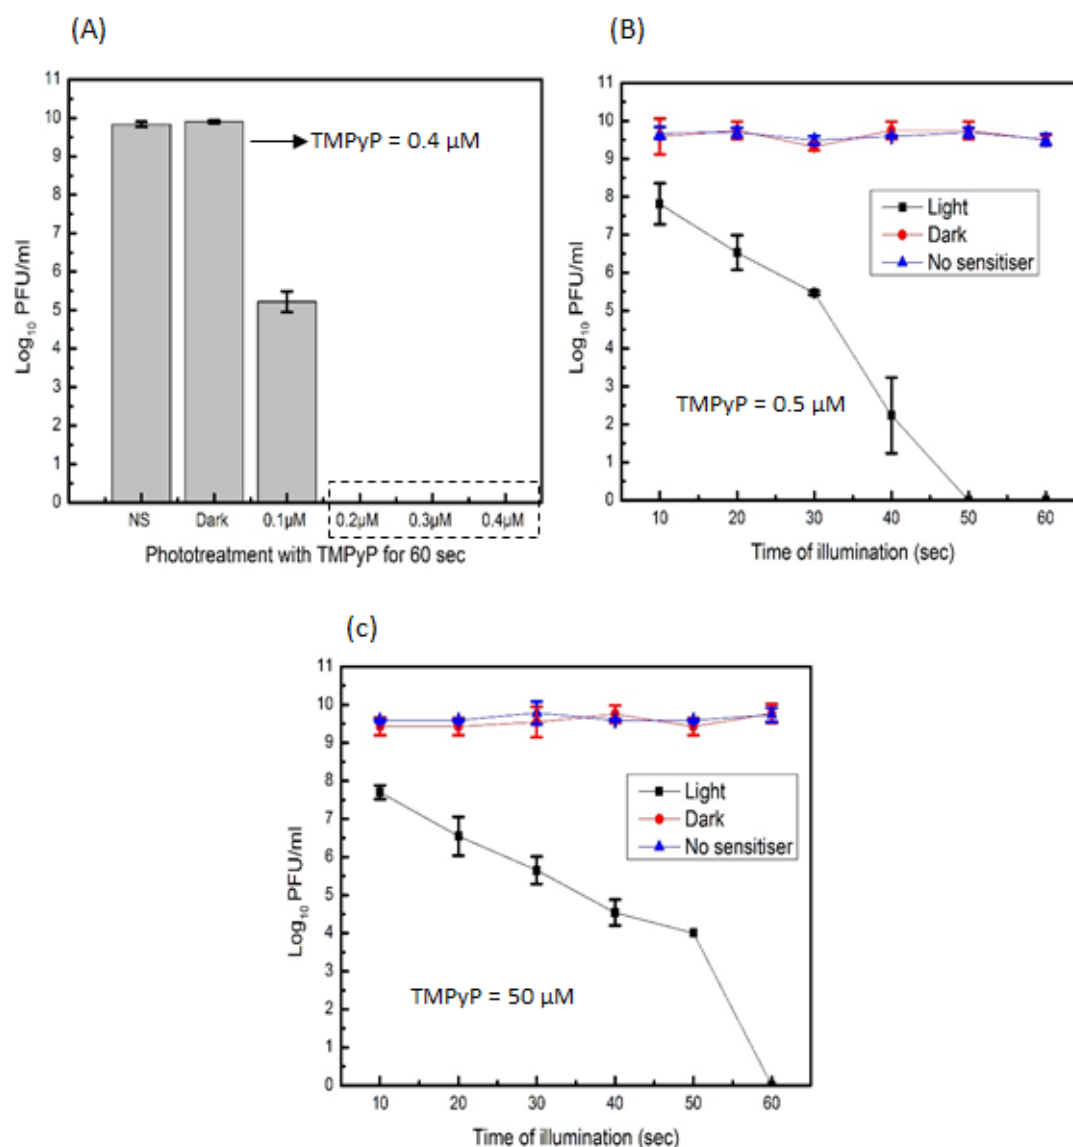 (A)
Log₁₀ PFU/ml
11
10
9
8
7
6
5
4
3
2
1
0
TMPyP = 0.4 µM
NS Dark 0.1µM 0.2µM 0.3µM 0.4µM
Phototreatment with TMPyP for 60 sec
(B)
Log₁₀ PFU/ml
11
10
9
8
7
6
5
4
3
2
1
0
Light
Dark
No sensitiser
TMPyP = 0.5 µM
10 20 30 40 50 60
Time of illumination (sec)
(c)
Log₁₀ PFU/ml
11
10
9
8
7
6
5
4
3
2
1
0
Light
Dark
No sensitiser
TMPyP = 50 µM
10 20 30 40 50 60
Time of illumination (sec)